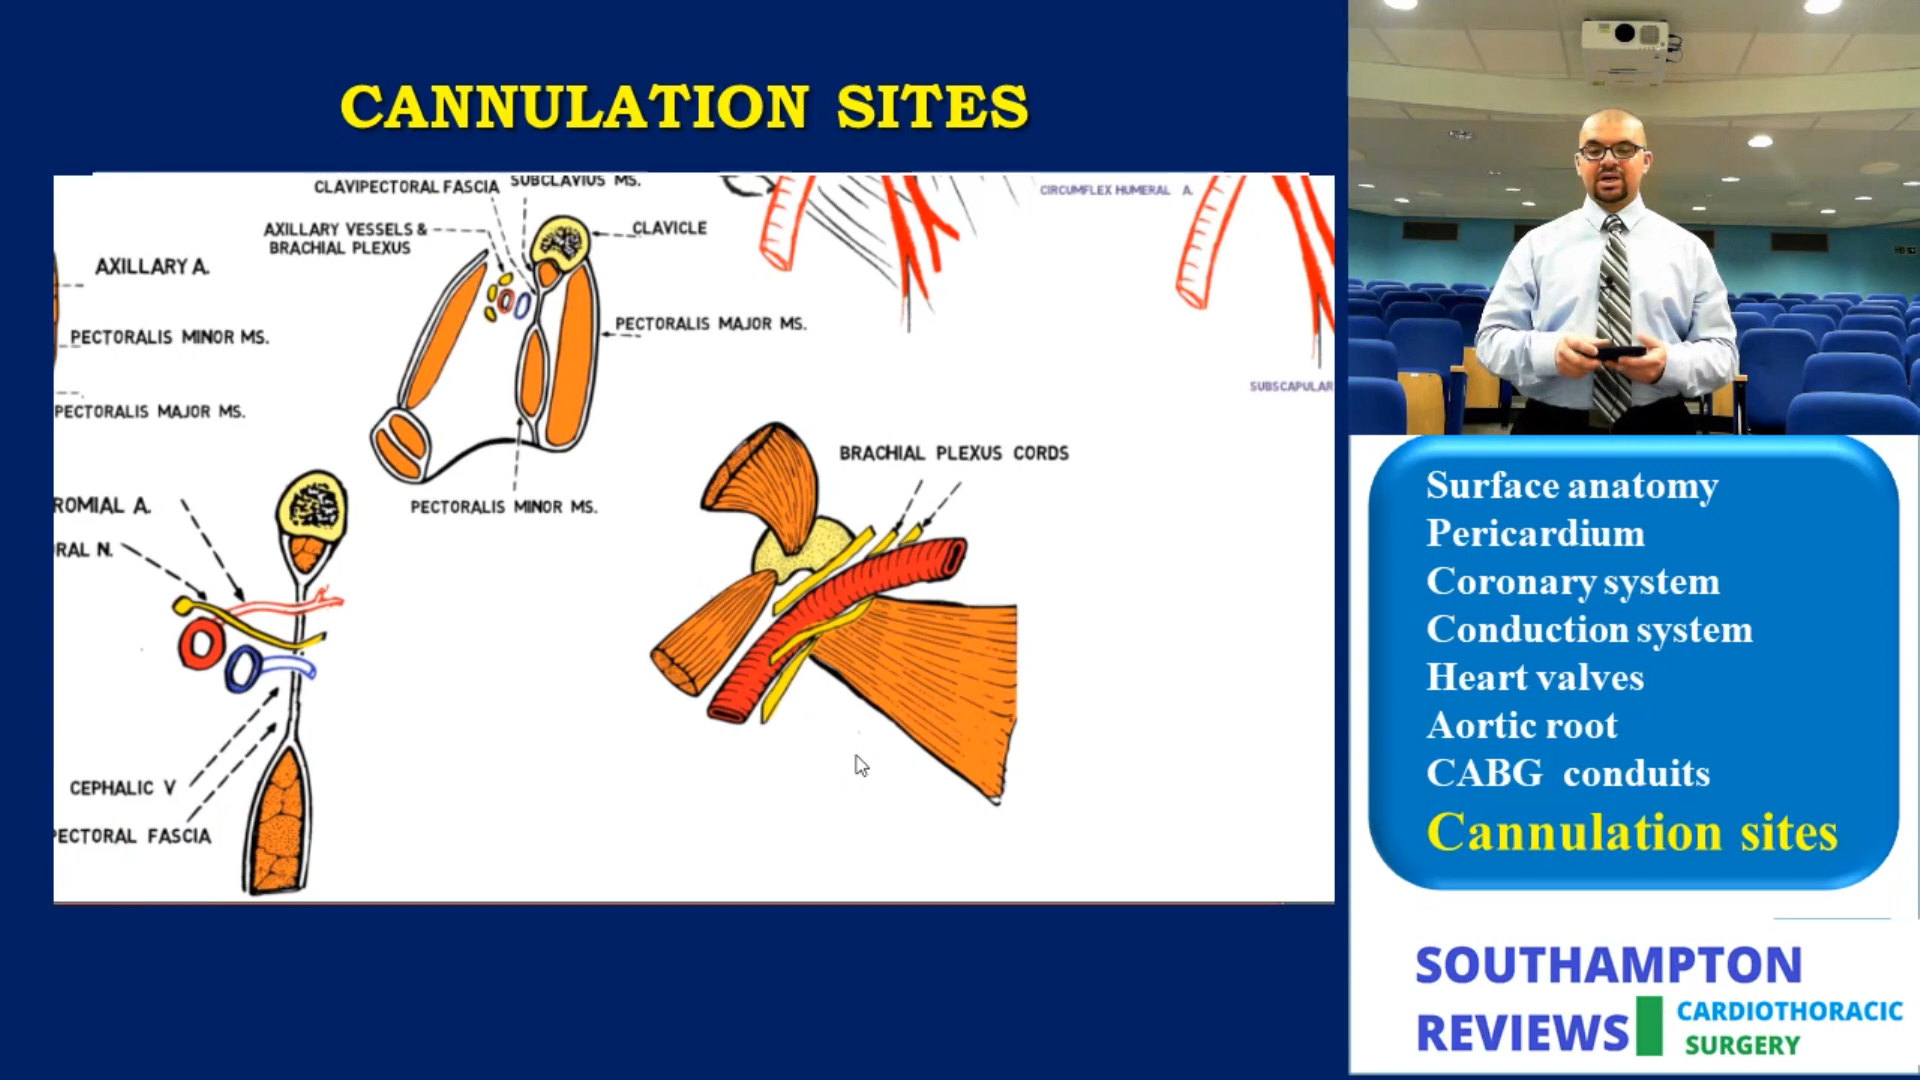 CANNULATION SITES
CLAVIPECTORAL FASCIA
SUBCLAVIUS MS.
CIRCUMFLEX HUMERAL A.
AXILLARY VESSELS &
BRACHIAL PLEXUS
CLAVICLE
AXILLARY A.
PECTORALIS MINOR MS.
PECTORALIS MAJOR MS.
SUBSCAPULAR
PECTORALIS MAJOR MS.
BRACHIAL PLEXUS CORDS
PECTORALIS MINOR MS.
ROMIAL A.
RAL N.
CEPHALIC V
PECTORAL FASCIA
Surface anatomy
Pericardium
Coronary system
Conduction system
Heart valves
Aortic root
CABG conduits
Cannulation sites
SOUTHAMPTON
REVIEWS
CARDIOTHORACIC
SURGERY